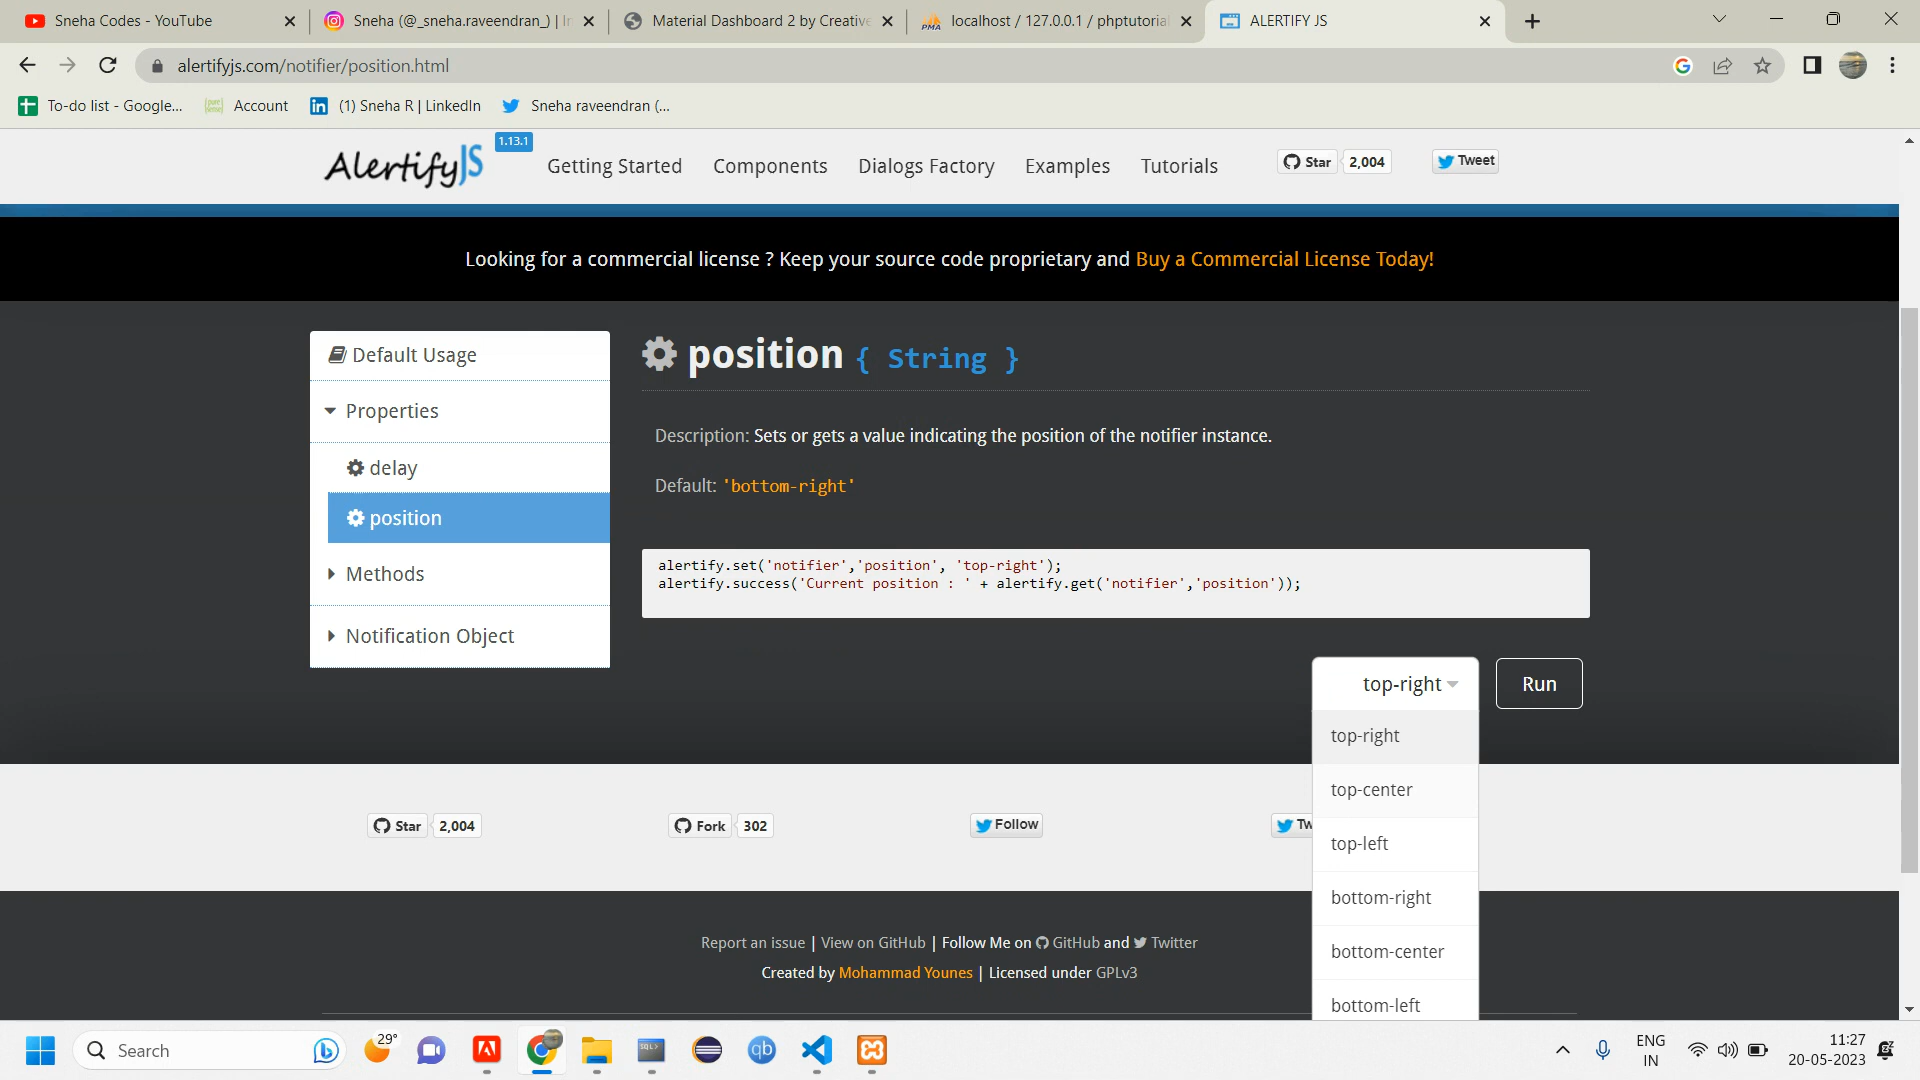 Sneha Codes - YouTube
Sneha (@_sneha.raveendran_) | In
Material Dashboard 2 by Creative
localhost / 127.0.0.1 / phptutorial
ALERTIFY JS
alertifyjs.com/notifier/position.html
To-do list - Google...
Account
(1) Sneha R | LinkedIn
Sneha raveendran (...
AlertifyJS
1.13.1
Getting Started
Components
Dialogs Factory
Examples
Tutorials
Star
2,004
Tweet
Looking for a commercial license ? Keep your source code proprietary and Buy a Commercial License Today!
Default Usage
Properties
delay
position
Methods
Notification Object
position { String }
Description: Sets or gets a value indicating the position of the notifier instance.
Default: 'bottom-right'
alertify.set('notifier','position', 'top-right');
alertify.success('Current position : ' + alertify.get('notifier','position'));
top-right
Run
top-right
top-center
top-left
bottom-right
bottom-center
bottom-left
Star
2,004
Fork
302
Follow
Tw
Report an issue | View on GitHub | Follow Me on GitHub and Twitter
Created by Mohammad Younes | Licensed under GPLv3
Search
29°
ENG
IN
11:27
20-05-2023